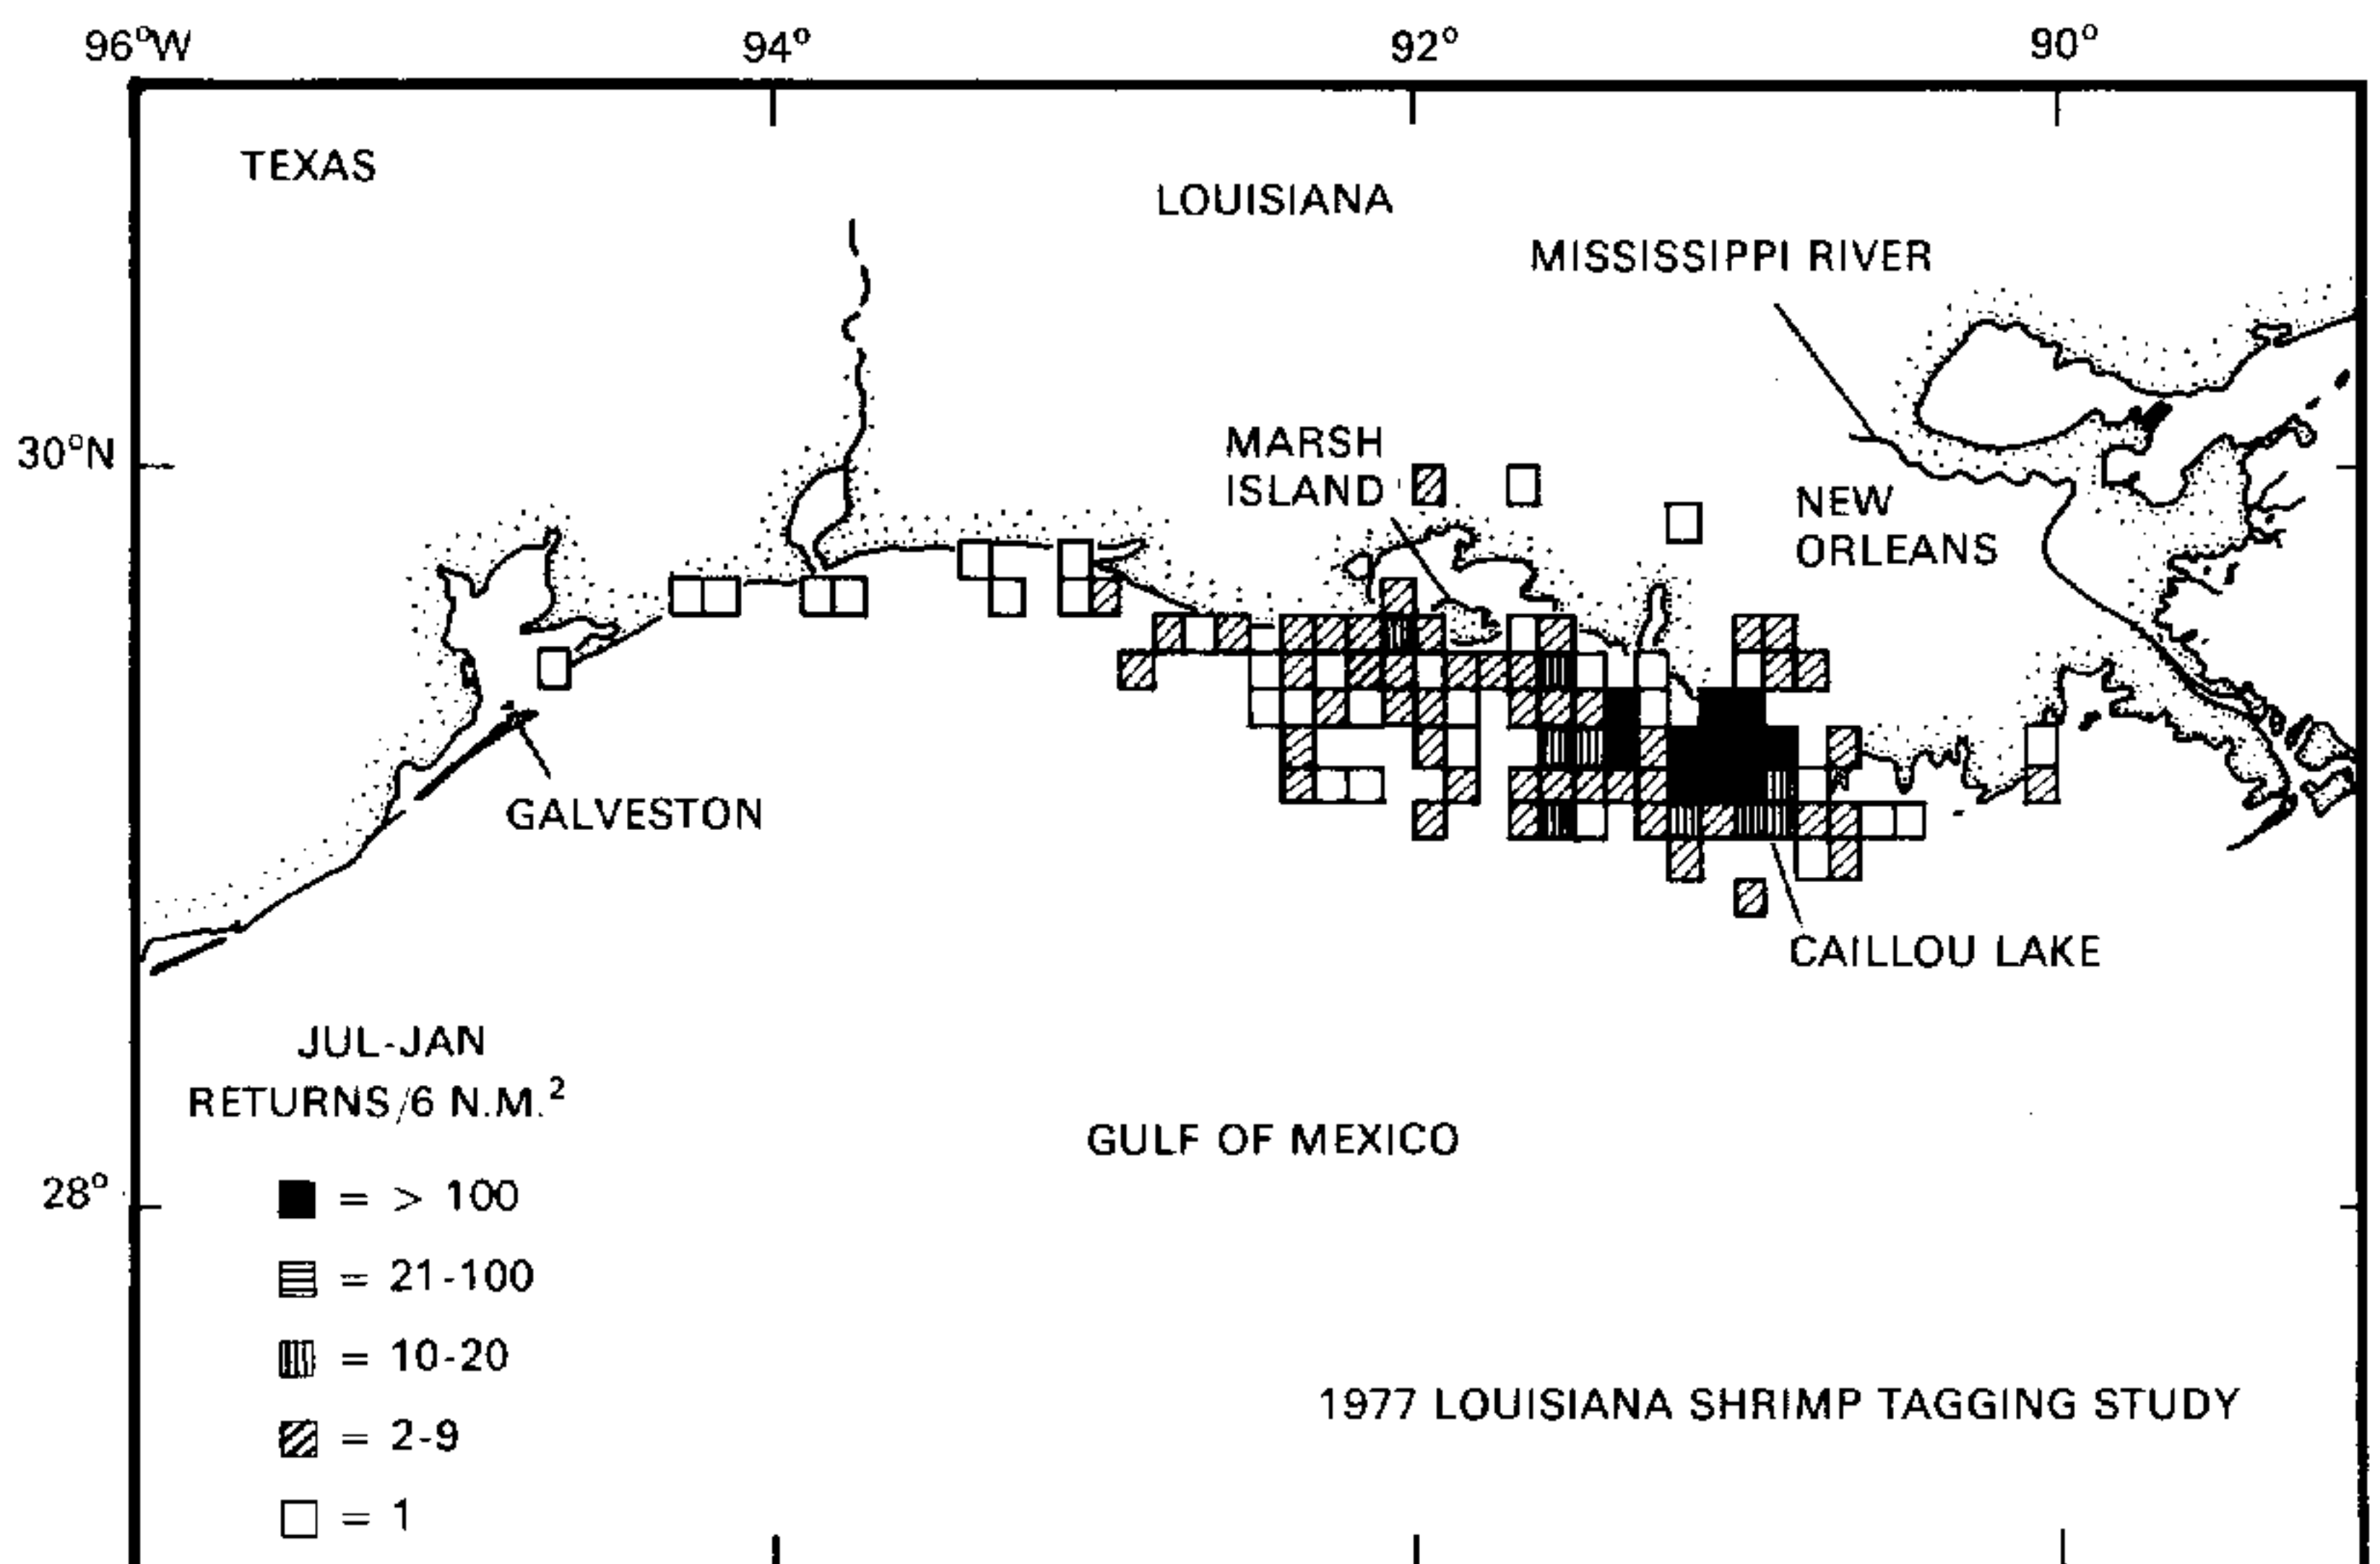 96°W 94° 92° 90°
TEXAS
LOUISIANA
MISSISSIPPI RIVER
30°N
MARSH
ISLAND
NEW
ORLEANS
GALVESTON
CAILLOU LAKE
JUL-JAN
RETURNS/6 N.M.²
GULF OF MEXICO
28°
= > 100
= 21-100
= 10-20
= 2-9
= 1
1977 LOUISIANA SHRIMP TAGGING STUDY